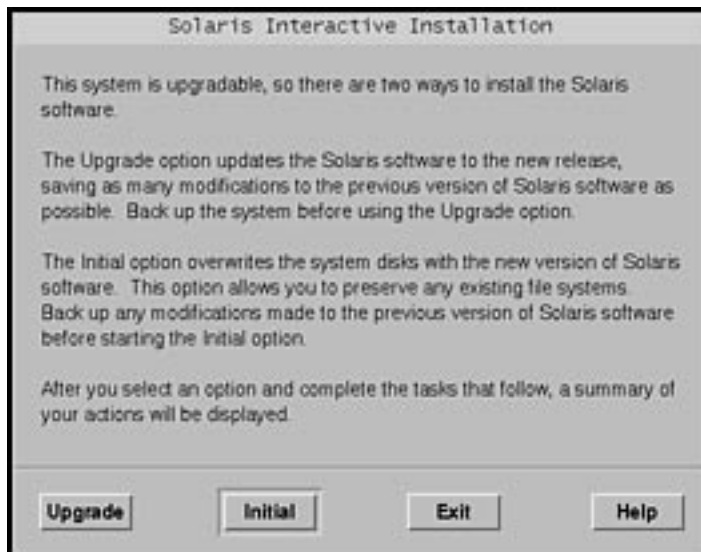 Solaris Interactive Installation
This system is upgradable, so there are two ways to install the Solaris
software.
The Upgrade option updates the Solaris software to the new release,
saving as many modifications to the previous version of Solaris software as
possible. Back up the system before using the Upgrade option.
The Initial option overwrites the system disks with the new version of Solaris
software. This option allows you to preserve any existing file systems.
Back up any modifications made to the previous version of Solaris software
before starting the Initial option.
After you select an option and complete the tasks that follow, a summary of
your actions will be displayed.
Upgrade Initial Exit Help